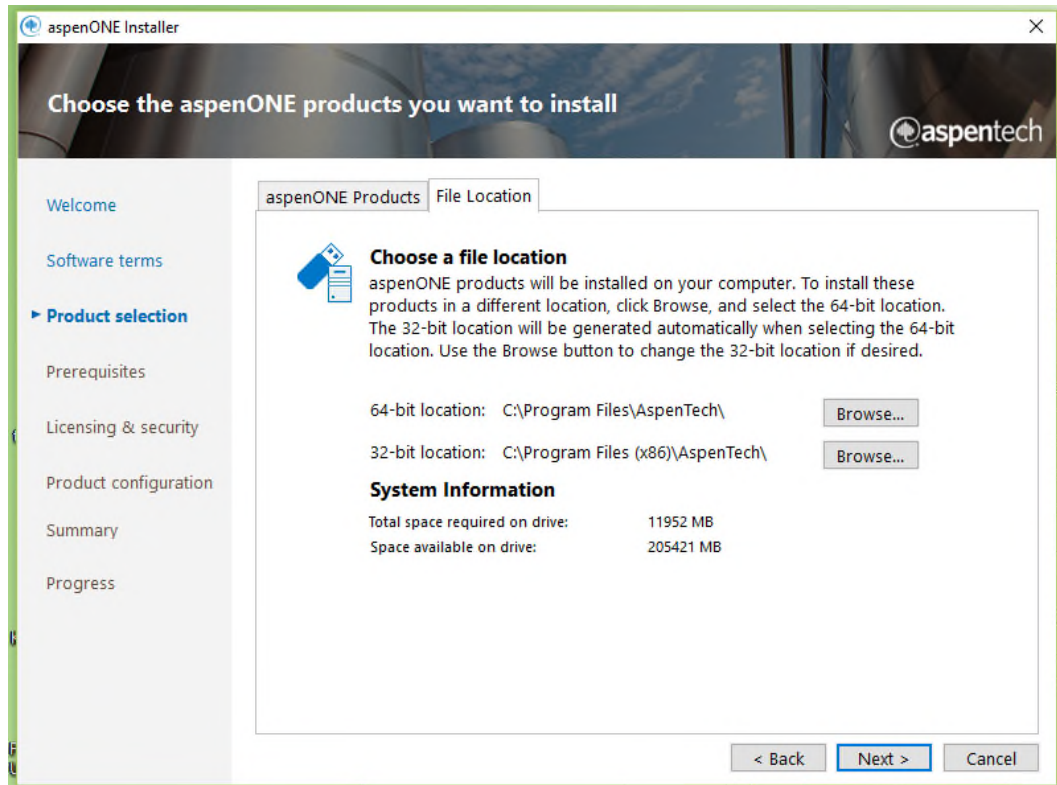 aspenONE Installer
Choose the aspenONE products you want to install
aspentech
Welcome
Software terms
Product selection
Prerequisites
Licensing & security
Product configuration
Summary
Progress
aspenONE Products
File Location
Choose a file location
aspenONE products will be installed on your computer. To install these
products in a different location, click Browse, and select the 64-bit location.
The 32-bit location will be generated automatically when selecting the 64-bit
location. Use the Browse button to change the 32-bit location if desired.
64-bit location: C:\Program Files\AspenTech\ Browse...
32-bit location: C:\Program Files (x86)\AspenTech\ Browse...
System Information
Total space required on drive: 11952 MB
Space available on drive: 205421 MB
< Back Next > Cancel